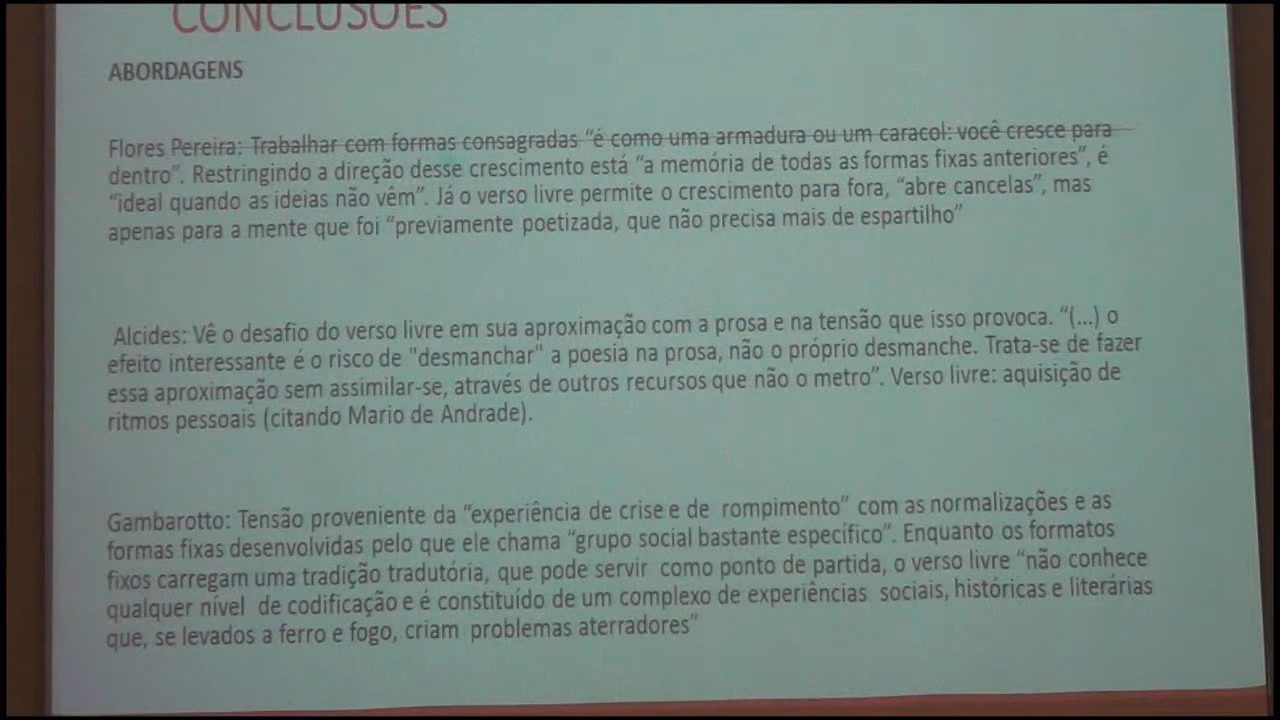 CONCLUSÕES
ABORDAGENS
Flores Pereira: Trabalhar com formas consagradas “é como uma armadura ou um caracol: você cresce para
dentro”. Restringindo a direção desse crescimento está “a memória de todas as formas fixas anteriores”, é
“ideal quando as ideias não vêm”. Já o verso livre permite o crescimento para fora, “abre cancelas”, mas
apenas para a mente que foi “previamente poetizada, que não precisa mais de espartilho”
Alcides: Vê o desafio do verso livre em sua aproximação com a prosa e na tensão que isso provoca. “(...) o
efeito interessante é o risco de "desmanchar" a poesia na prosa, não o próprio desmanche. Trata-se de fazer
essa aproximação sem assimilar-se, através de outros recursos que não o metro”. Verso livre: aquisição de
ritmos pessoais (citando Mario de Andrade).
Gambarotto: Tensão proveniente da “experiência de crise e de rompimento” com as normalizações e as
formas fixas desenvolvidas pelo que ele chama “grupo social bastante específico”. Enquanto os formatos
fixos carregam uma tradição tradutória, que pode servir como ponto de partida, o verso livre “não conhece
qualquer nível de codificação e é constituído de um complexo de experiências sociais, históricas e literárias
que, se levados a ferro e fogo, criam problemas aterradores”